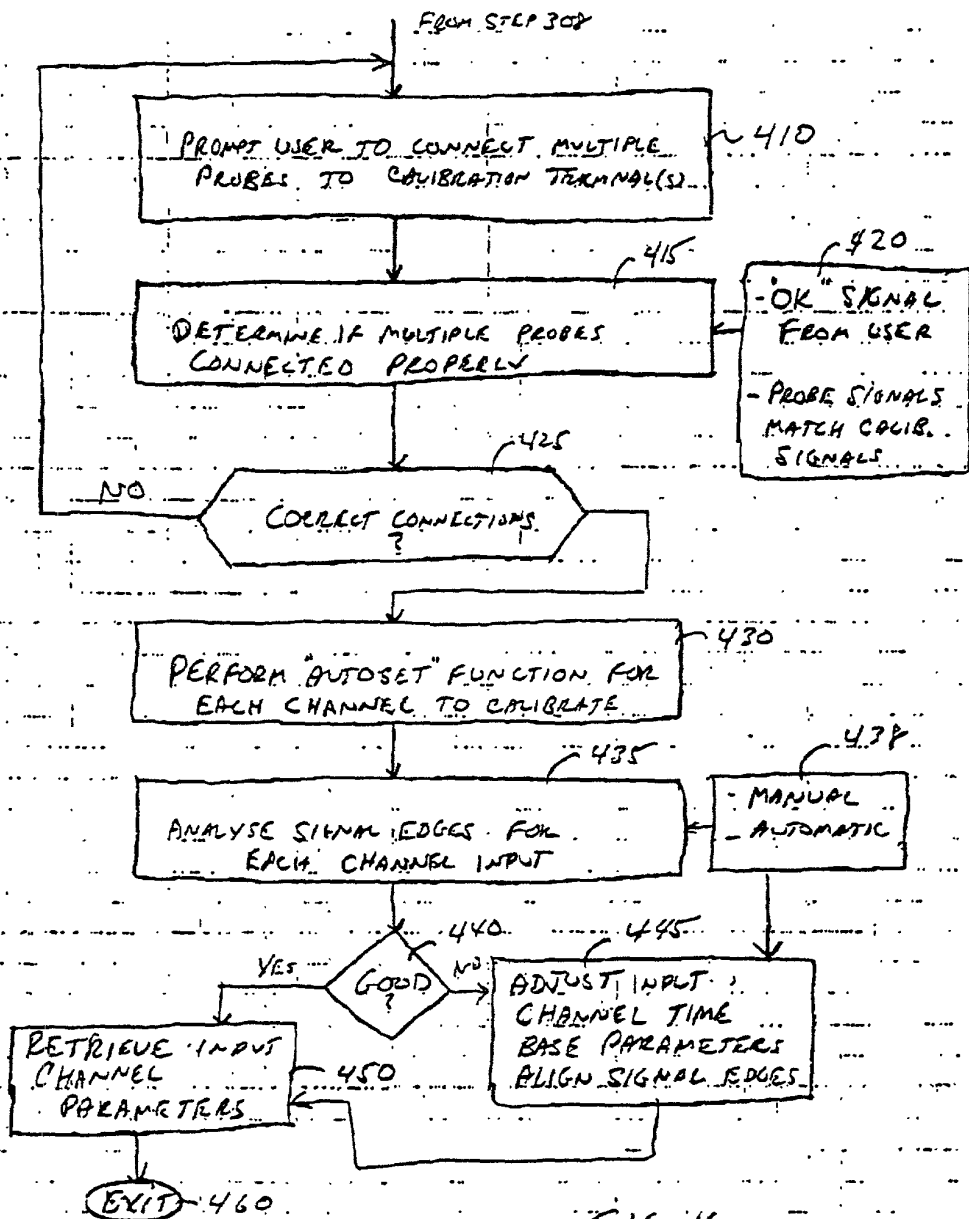 FROM STEP 308
PROMPT USER TO CONNECT MULTIPLE
PROBES TO CALIBRATION TERMINAL(S)
410
415
DETERMINE IF MULTIPLE PROBES
CONNECTED PROPERLY
420
- "OK" SIGNAL
FROM USER
- PROBE SIGNALS
MATCH CALIB.
SIGNALS
425
NO
CORRECT CONNECTIONS
?
430
PERFORM "AUTOSET" FUNCTION FOR
EACH CHANNEL TO CALIBRATE
435
ANALYSE SIGNAL EDGES FOR
EACH CHANNEL INPUT
438
- MANUAL
- AUTOMATIC
440
YES
GOOD
?
NO
445
ADJUST INPUT
CHANNEL TIME
BASE PARAMETERS
ALIGN SIGNAL EDGES
RETRIEVE INPUT
CHANNEL
PARAMETERS
450
EXIT
460